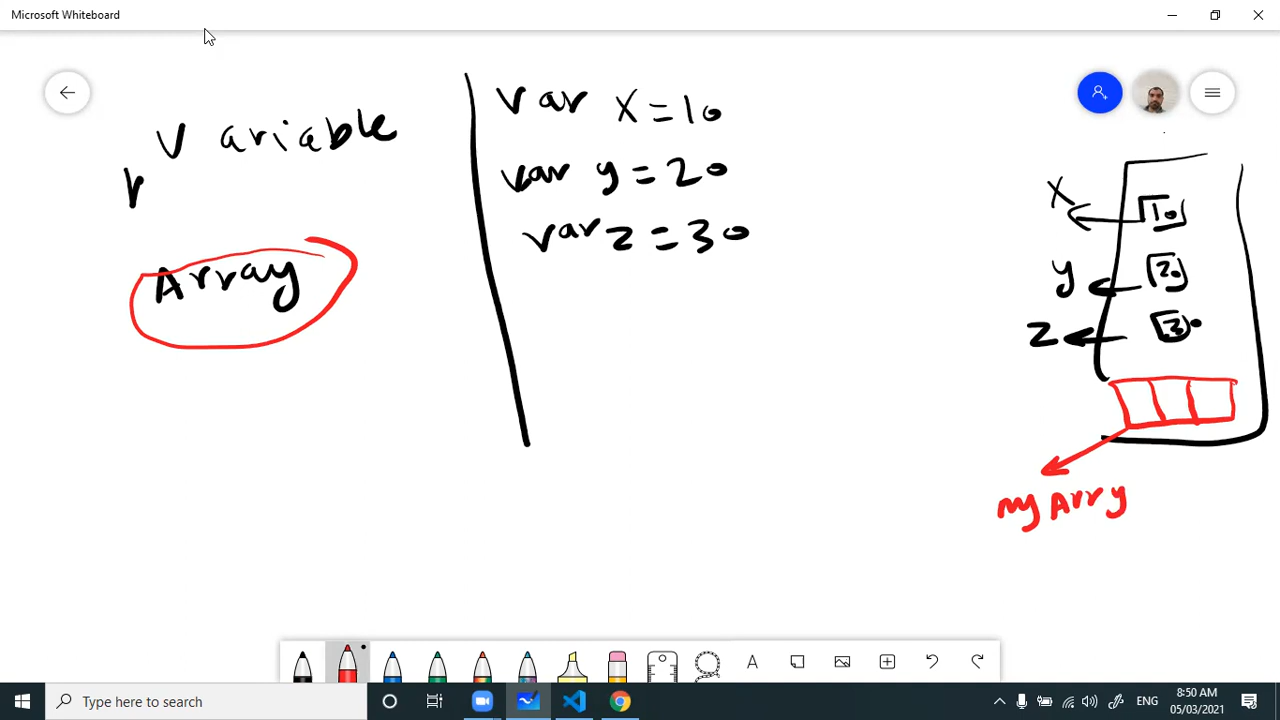 Microsoft Whiteboard
Variable
r
Array
var x=10
var y=20
var z=30
x
10
y
20
z
30
my Arry
A
Type here to search
ENG
8:50 AM
05/03/2021